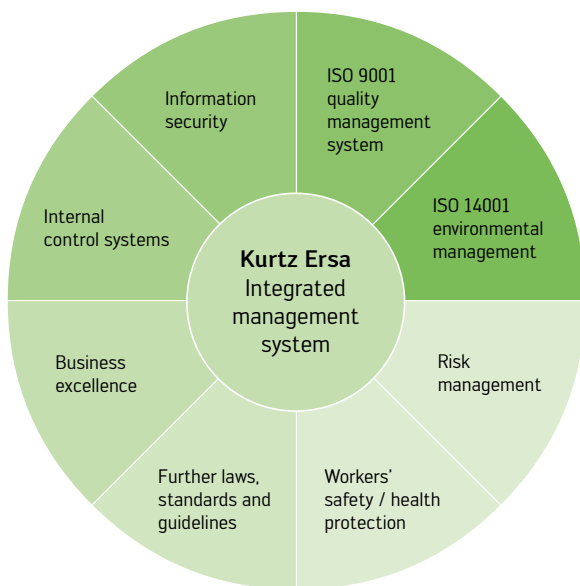 Information
security
ISO 9001
quality
management
system
ISO 14001
environmental
management
Internal
control systems
Kurtz Ersa
Integrated
management
system
Business
excellence
Risk
management
Further laws,
standards and
guidelines
Workers'
safety / health
protection